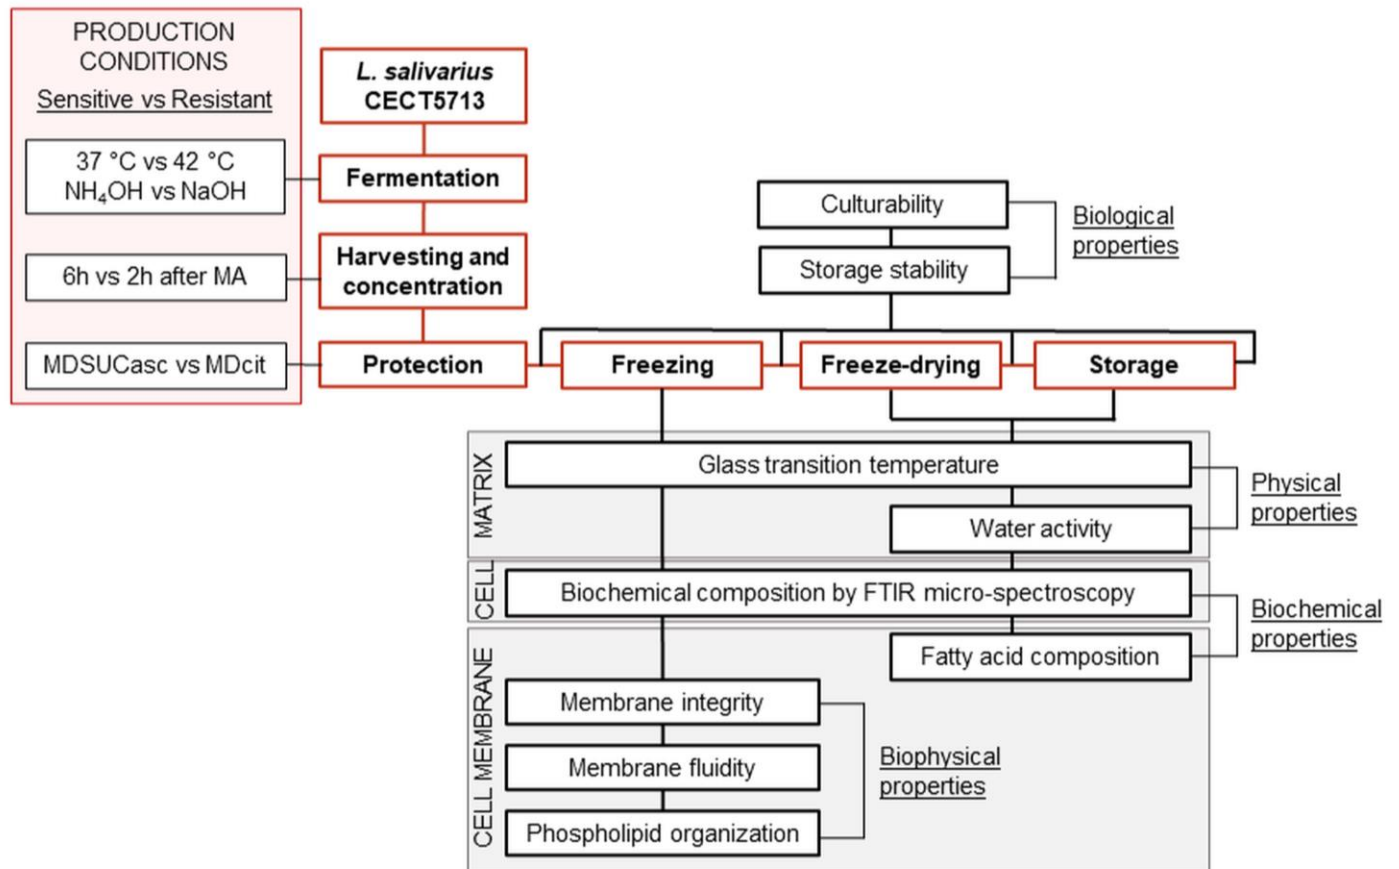 PRODUCTION
CONDITIONS
Sensitive vs Resistant
37 °C vs 42 °C
NH₄OH vs NaOH
6h vs 2h after MA
MDSUCasc vs MDcit
L. salivarius
CECT5713
Fermentation
Harvesting and
concentration
Protection
Freezing
Freeze-drying
Storage
Culturability
Storage stability
Biological
properties
MATRIX
Glass transition temperature
Water activity
Physical
properties
CELL
Biochemical composition by FTIR micro-spectroscopy
Fatty acid composition
Biochemical
properties
CELL MEMBRANE
Membrane integrity
Membrane fluidity
Phospholipid organization
Biophysical
properties